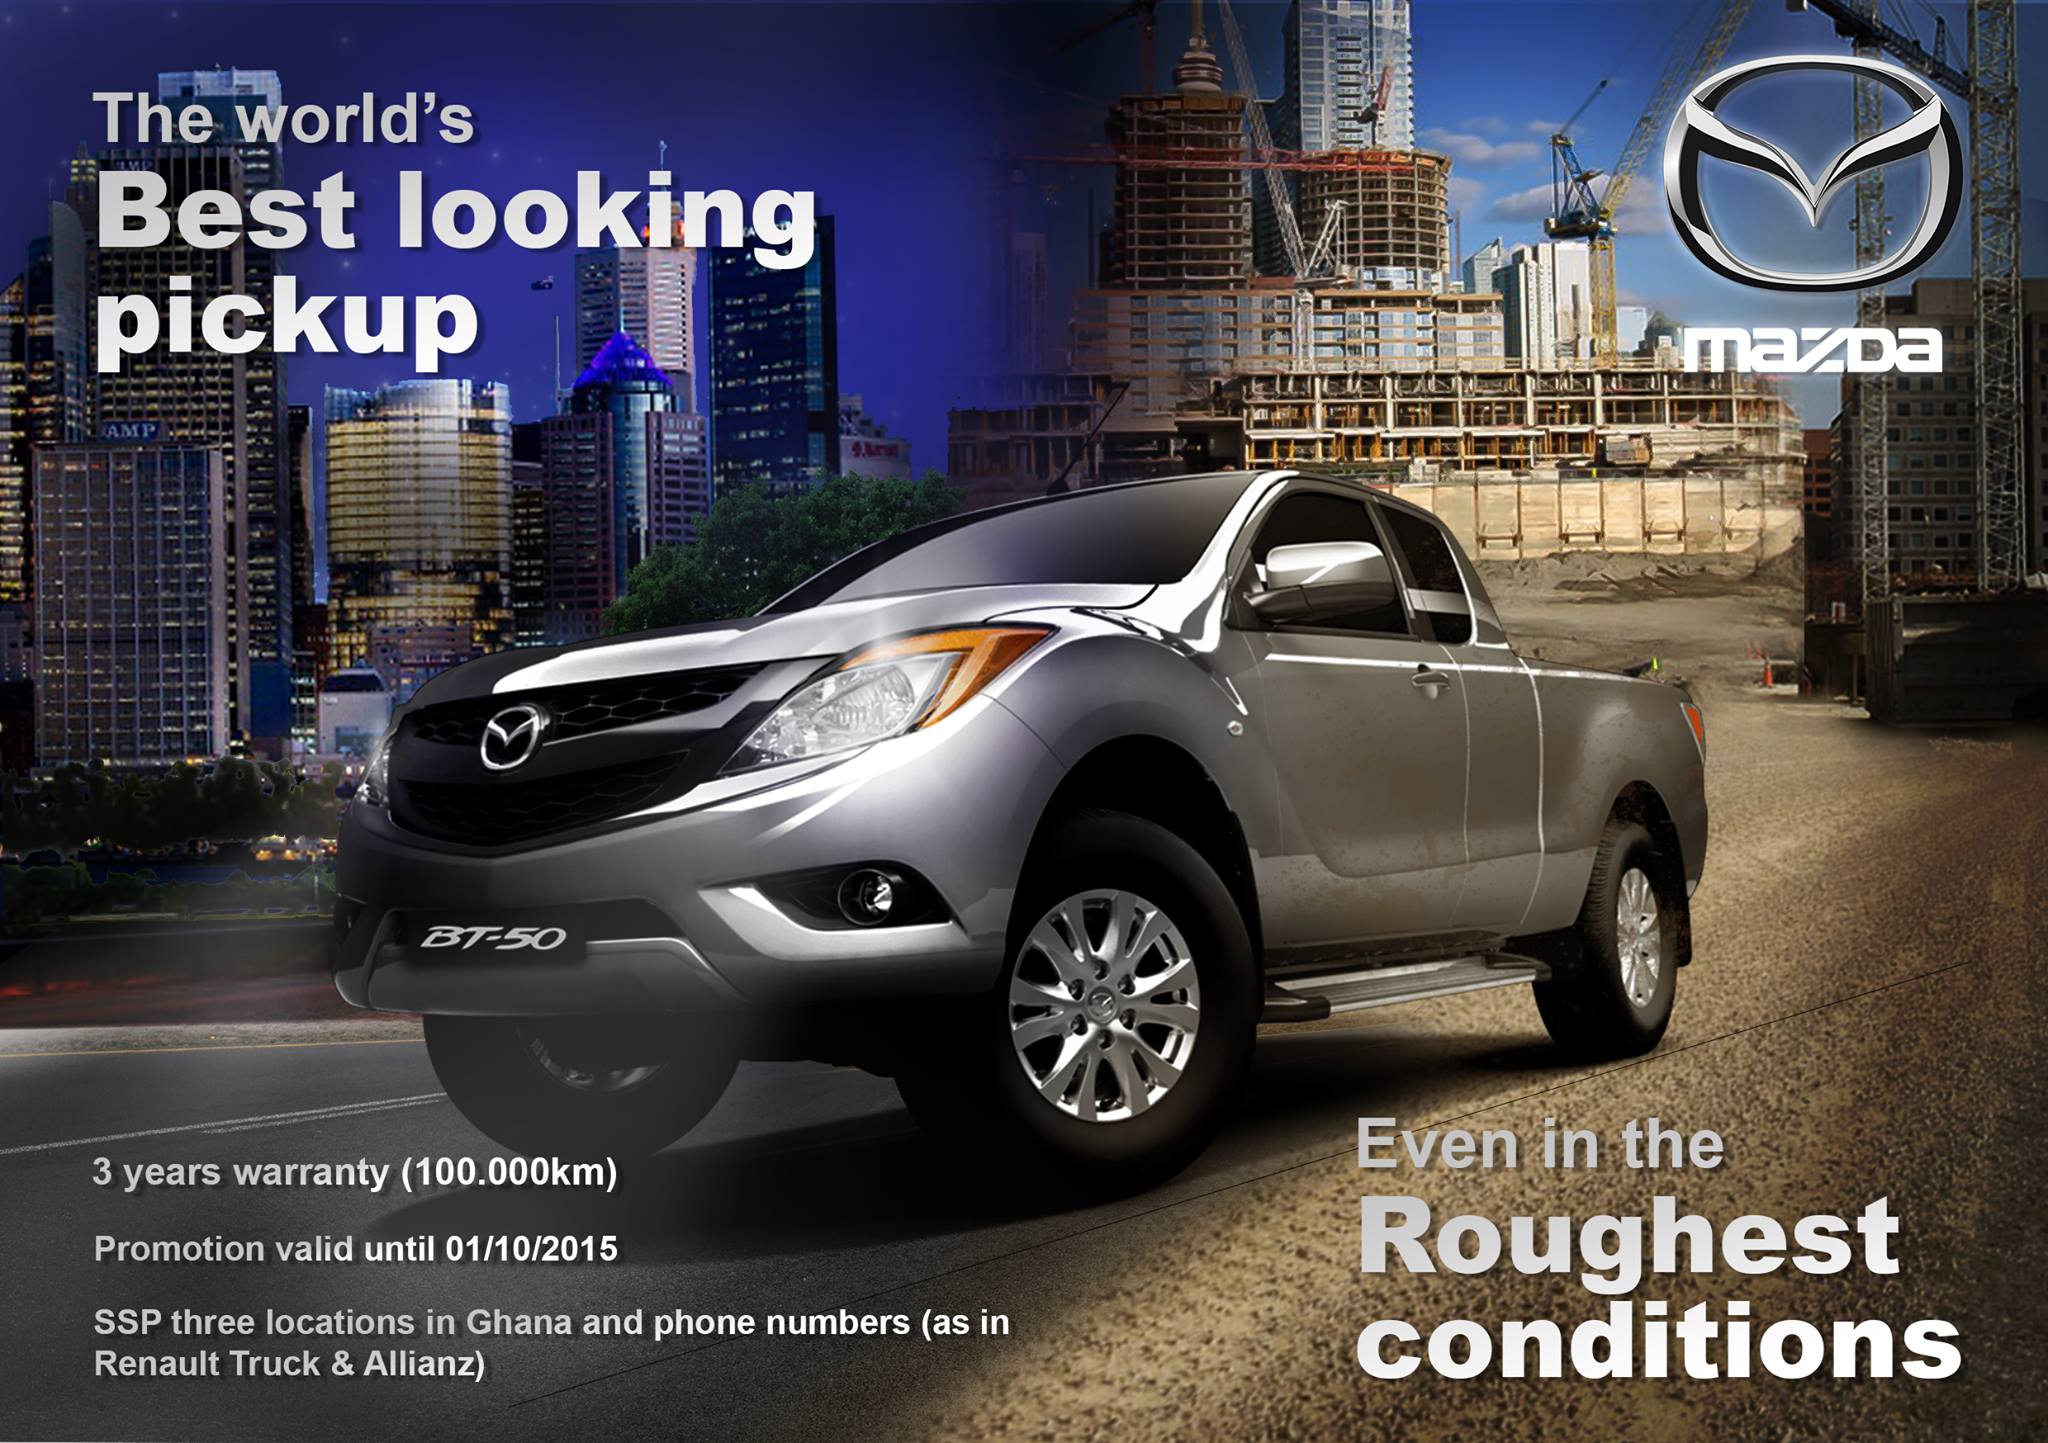 The world's
Best looking
pickup
mazda
AMP
BT-50
3 years warranty (100.000km)
Promotion valid until 01/10/2015
SSP three locations in Ghana and phone numbers (as in
Renault Truck & Allianz)
Even in the
Roughest
conditions